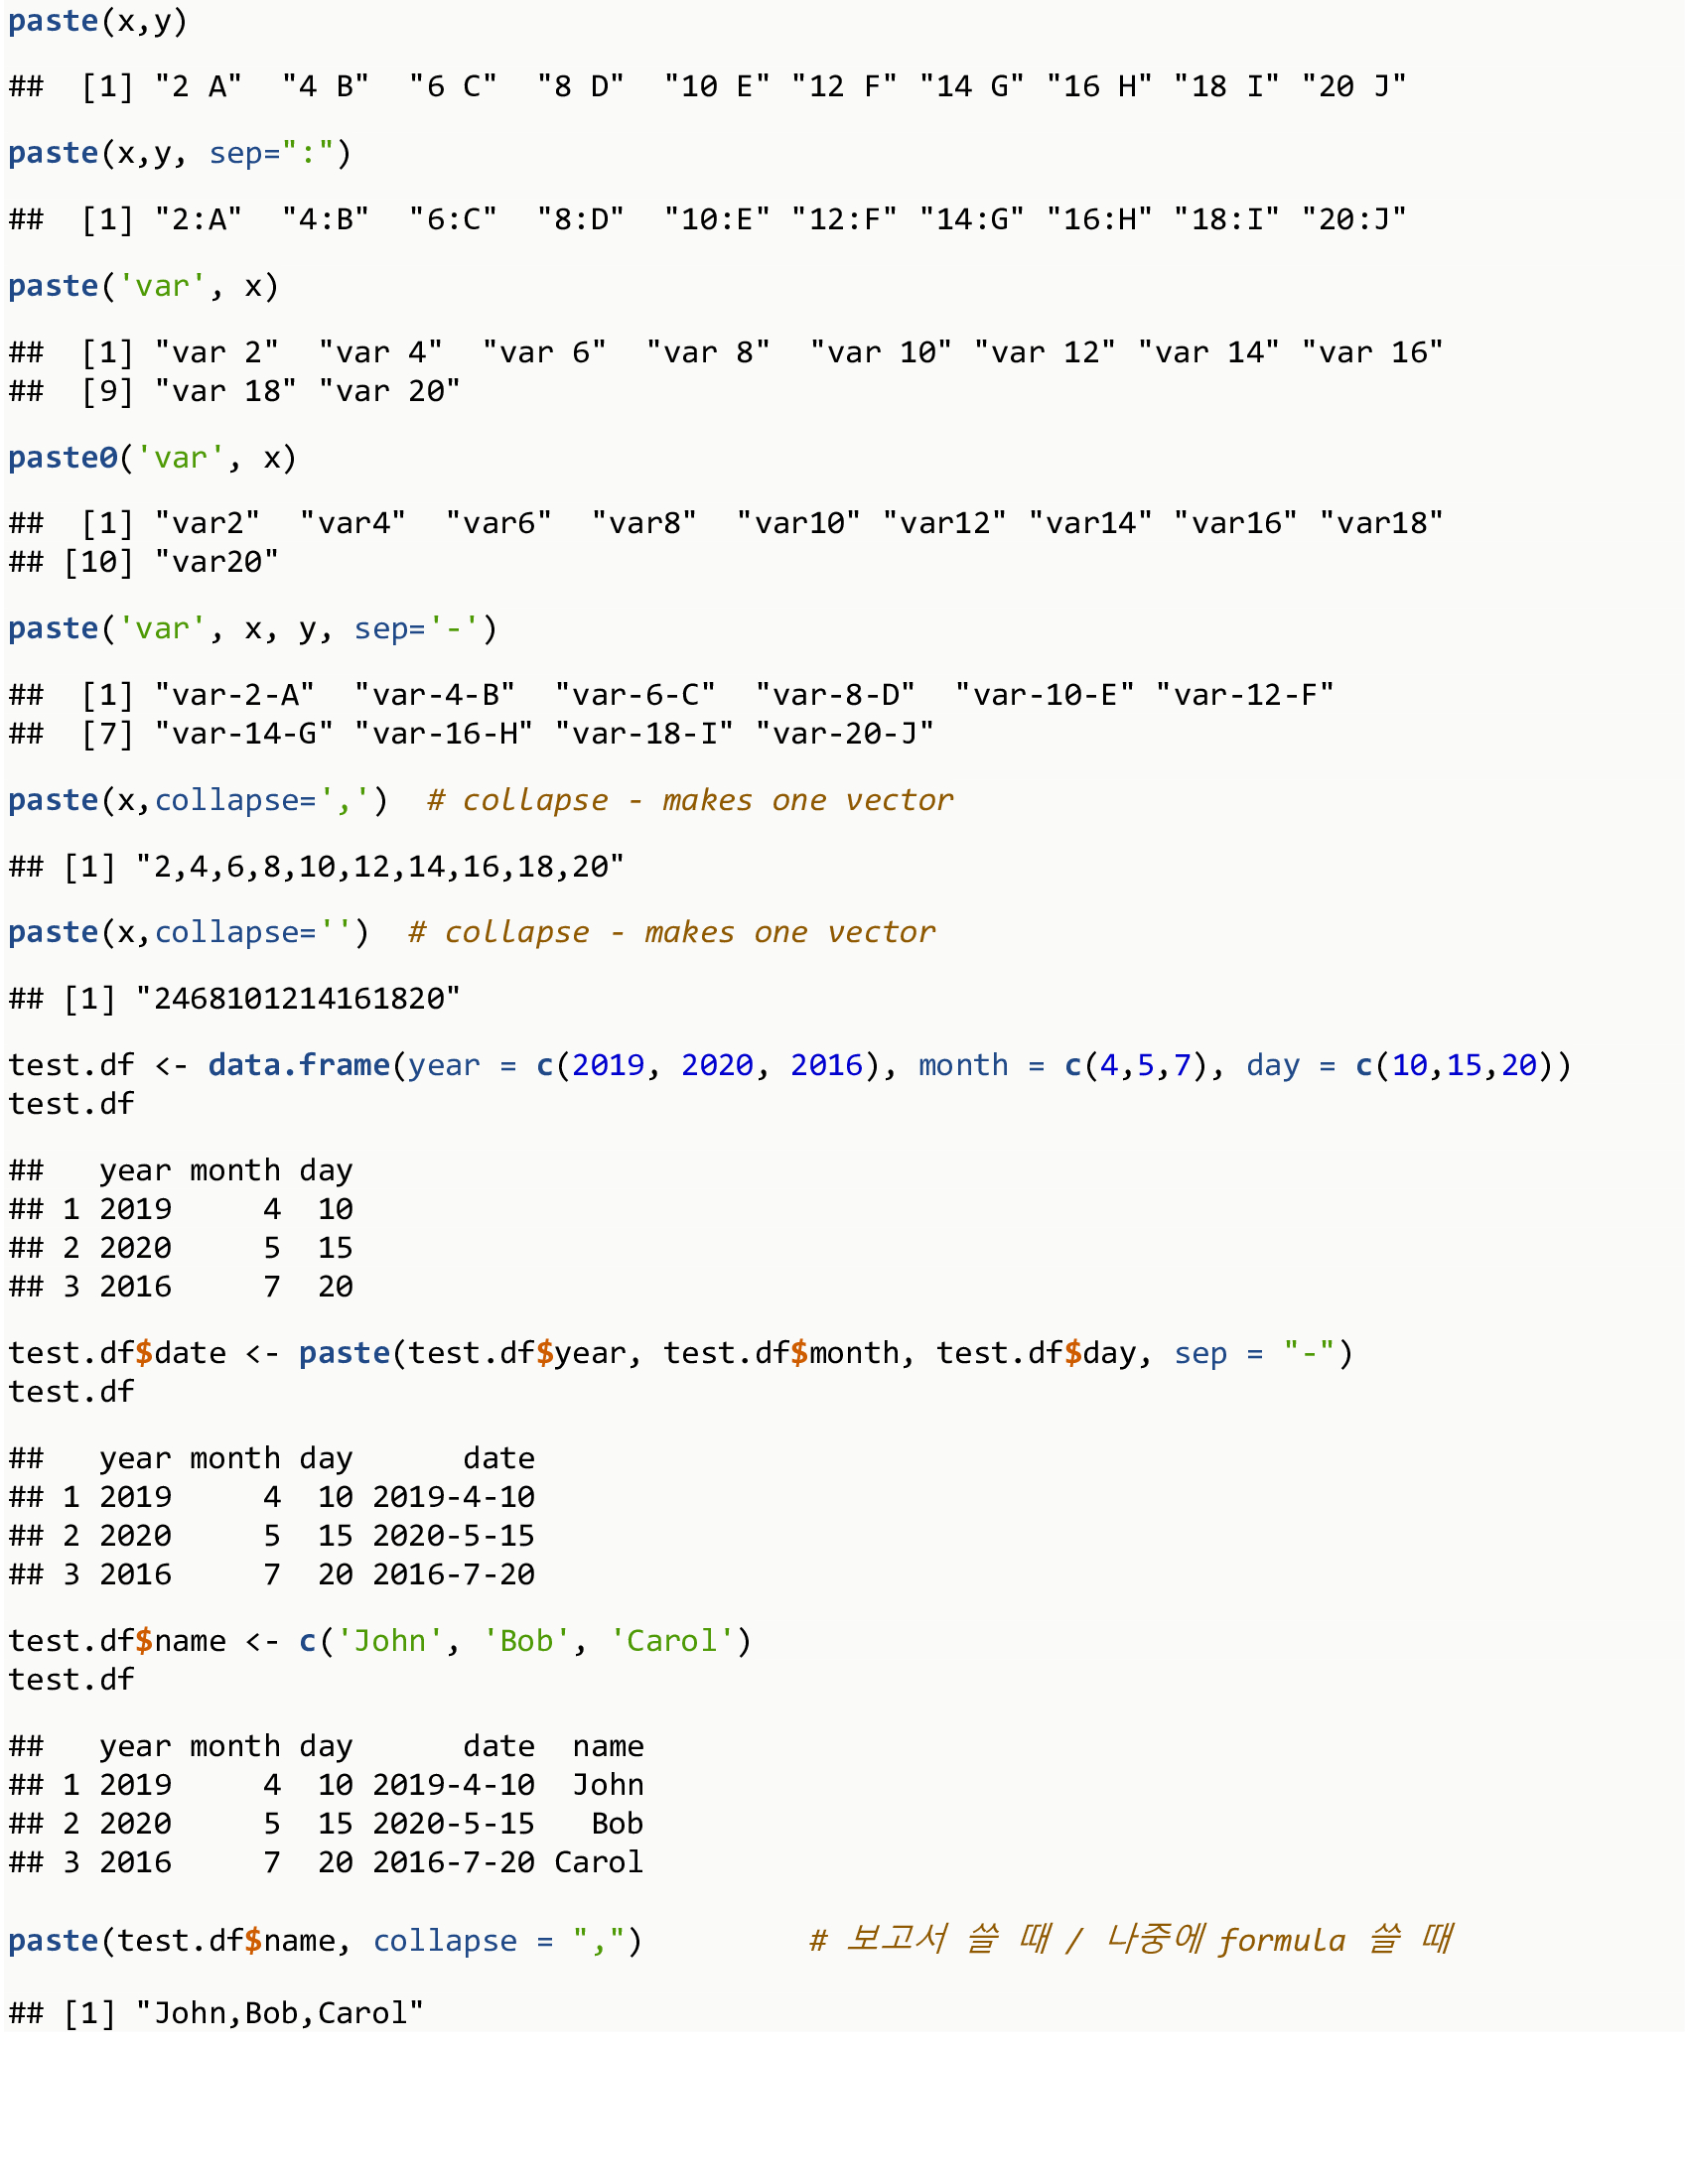 paste(x,y)
##  [1] "2 A"  "4 B"  "6 C"  "8 D"  "10 E" "12 F" "14 G" "16 H" "18 I" "20 J"
paste(x,y, sep=":")
##  [1] "2:A"  "4:B"  "6:C"  "8:D"  "10:E" "12:F" "14:G" "16:H" "18:I" "20:J"
paste('var', x)
##  [1] "var 2"  "var 4"  "var 6"  "var 8"  "var 10" "var 12" "var 14" "var 16"
##  [9] "var 18" "var 20"
paste0('var', x)
##  [1] "var2"  "var4"  "var6"  "var8"  "var10" "var12" "var14" "var16" "var18"
## [10] "var20"
paste('var', x, y, sep='-')
##  [1] "var-2-A"  "var-4-B"  "var-6-C"  "var-8-D"  "var-10-E" "var-12-F"
##  [7] "var-14-G" "var-16-H" "var-18-I" "var-20-J"
paste(x,collapse=',')  # collapse - makes one vector
## [1] "2,4,6,8,10,12,14,16,18,20"
paste(x,collapse='')  # collapse - makes one vector
## [1] "2468101214161820"
test.df <- data.frame(year = c(2019, 2020, 2016), month = c(4,5,7), day = c(10,15,20))
test.df
##   year month day
## 1 2019     4  10
## 2 2020     5  15
## 3 2016     7  20
test.df$date <- paste(test.df$year, test.df$month, test.df$day, sep = "-")
test.df
##   year month day      date
## 1 2019     4  10 2019-4-10
## 2 2020     5  15 2020-5-15
## 3 2016     7  20 2016-7-20
test.df$name <- c('John', 'Bob', 'Carol')
test.df
##   year month day      date  name
## 1 2019     4  10 2019-4-10  John
## 2 2020     5  15 2020-5-15   Bob
## 3 2016     7  20 2016-7-20 Carol
paste(test.df$name, collapse = ",")         # 보고서 쓸 때 / 나중에 formula 쓸 때
## [1] "John,Bob,Carol"